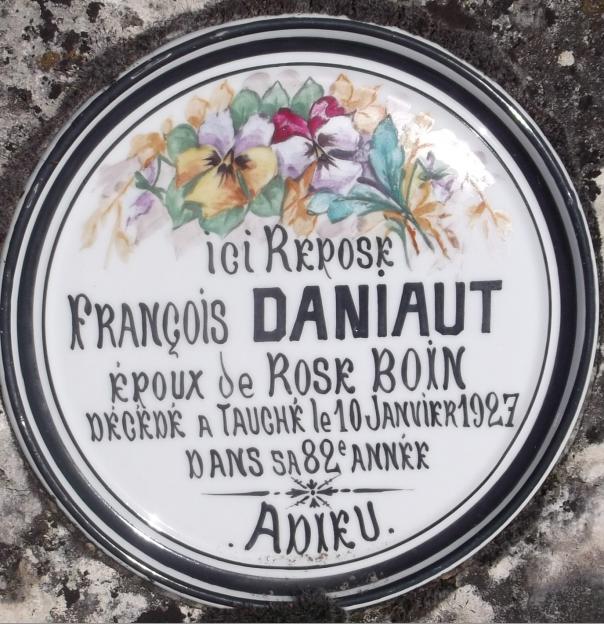 ici Repose
François DANiAUT
Époux de Rose BOiN
DÉCÉDÉ A TAUCHÉ le 10 JANViER 1927
DANS SA 82e ANNÉE
. ADIEU .